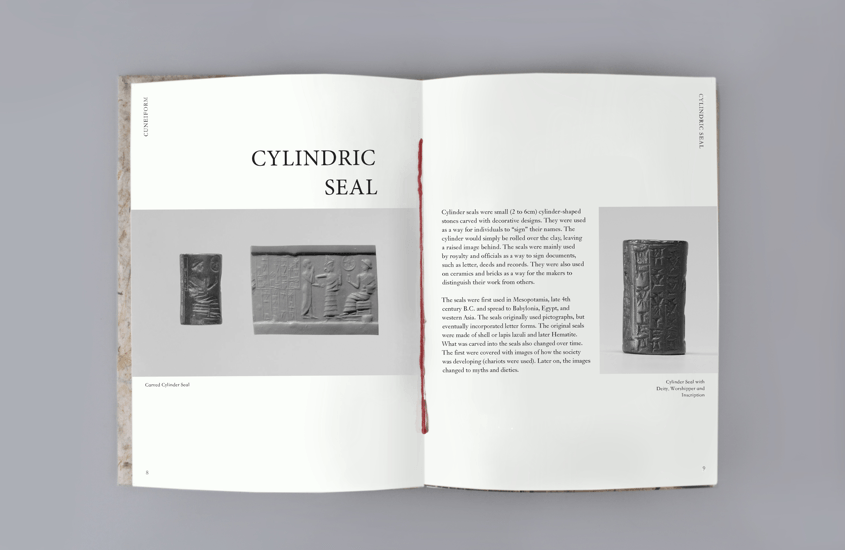 CUNEIFORM
CYLINDRIC
SEAL
Carved Cylinder Seal
8
CYLINDRIC SEAL
Cylinder seals were small (2 to 6cm) cylinder-shaped
stones carved with decorative designs. They were used
as a way for individuals to “sign” their names. The
cylinder would simply be rolled over the clay, leaving
a raised image behind. The seals were mainly used
by royalty and officials as a way to sign documents,
such as letter, deeds and records. They were also used
on ceramics and bricks as a way for the makers to
distinguish their work from others.
The seals were first used in Mesopotamia, late 4th
century B.C. and spread to Babylonia, Egypt, and
western Asia. The seals originally used pictographs, but
eventually incorporated letter forms. The original seals
were made of shell or lapis laculi and later Hematite.
What was carved into the seals also changed over time.
The first were covered with images of how the society
was developing (chariots were used). Later on, the images
changed to myths and dieties.
Cylinder Seal with
Deity, Worshipper and
Inscription
9